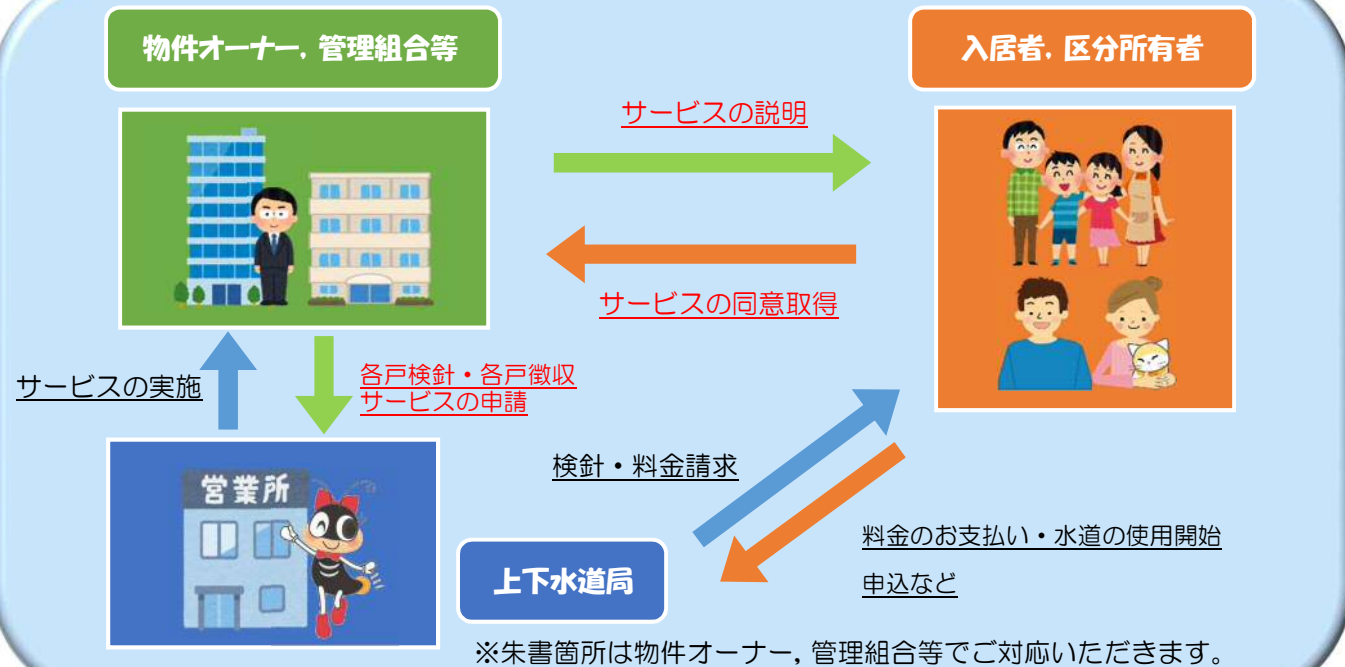 物件オーナー, 管理組合等
入居者, 区分所有者
サービスの説明
サービスの同意取得
サービスの実施
各戸検針・各戸徴収
サービスの申請
営業所
検針・料金請求
上下水道局
料金のお支払い・水道の使用開始
申込など
※朱書箇所は物件オーナー, 管理組合等でご対応いただきます。